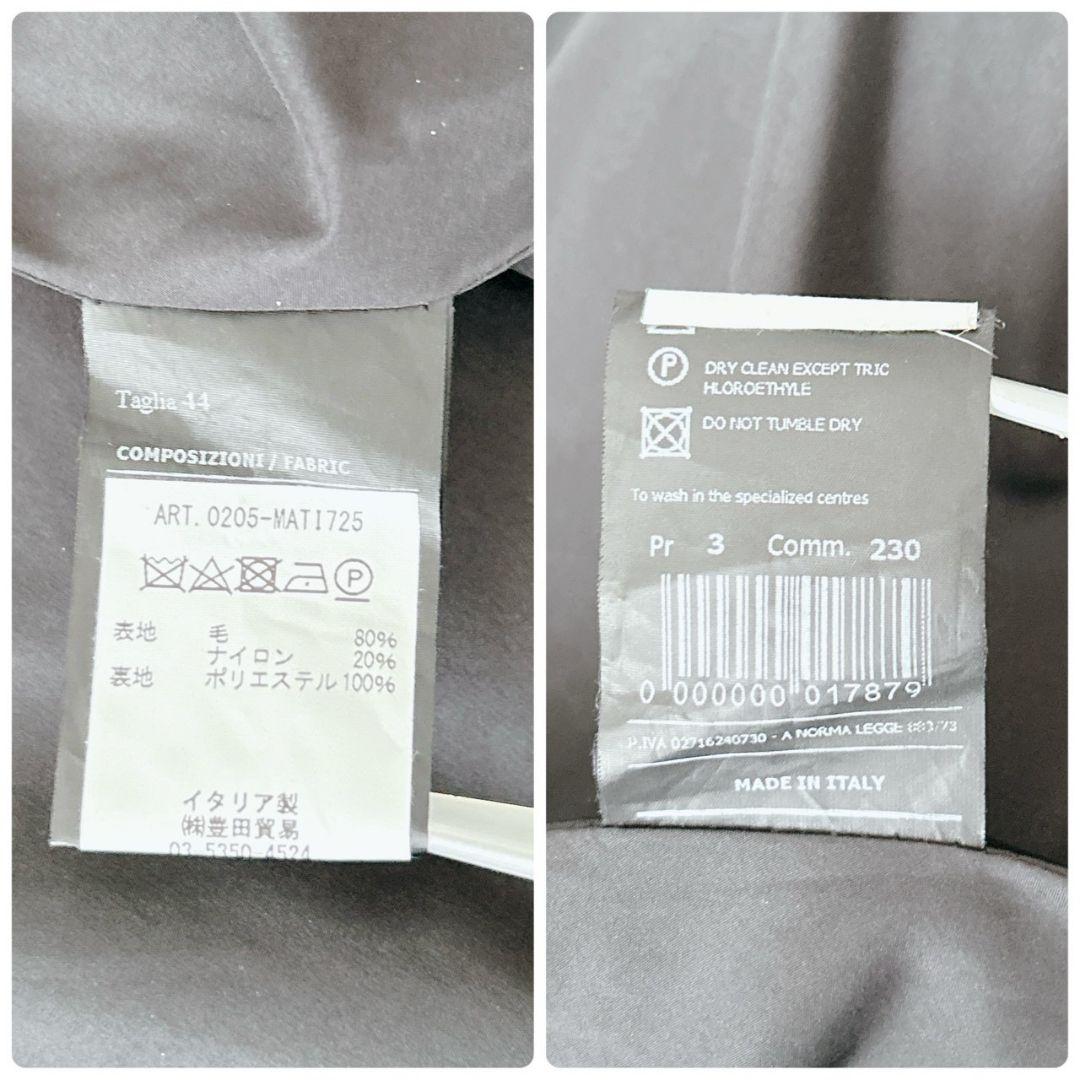 Taglia 44
COMPOSIZIONI / FABRIC
ART. 0205-MATI725
P
表地 毛 80%
ナイロン 20%
裏地 ポリエステル 100%
イタリア製
㈱豊田貿易
03-5350-4524
P DRY CLEAN EXCEPT TRIC
HLOROETHYLE
DO NOT TUMBLE DRY
To wash in the specialized centres
Pr 3 Comm. 230
0 000000 017879
P.IVA 02716240730 - A NORMA LEGGE 883/73
MADE IN ITALY